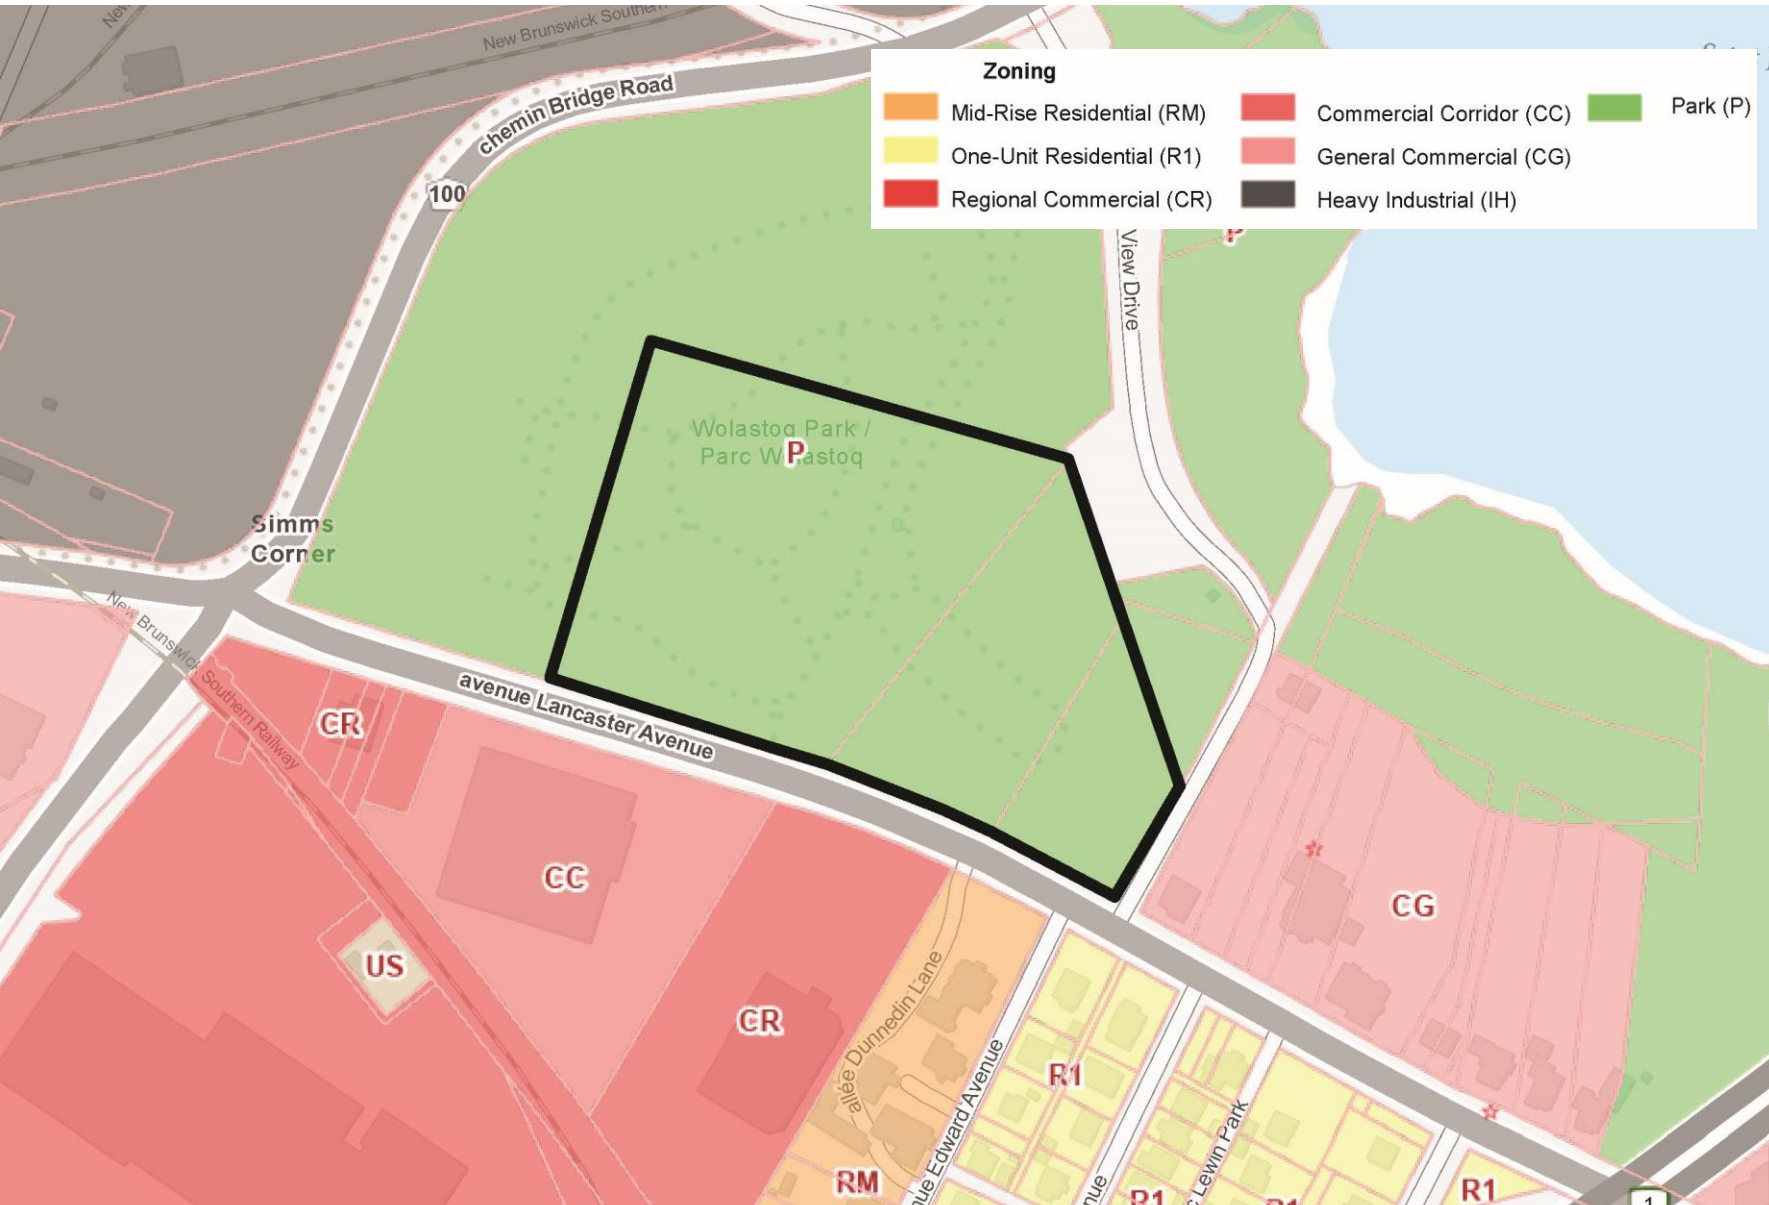 New Brunswick Southern
Zoning
Mid-Rise Residential (RM)
One-Unit Residential (R1)
Regional Commercial (CR)
Commercial Corridor (CC)
General Commercial (CG)
Heavy Industrial (IH)
Park (P)
chemin Bridge Road
100
P
View Drive
Wolastoq Park /
Parc Wolastoq
P
Simms
Corner
New Brunswick Southern Railway
avenue Lancaster Avenue
CR
CC
CG
US
CR
allée Dunnedin Lane
R1
nue Edward Avenue
Lewin Park
RM
nue
R1
R1
R1
1